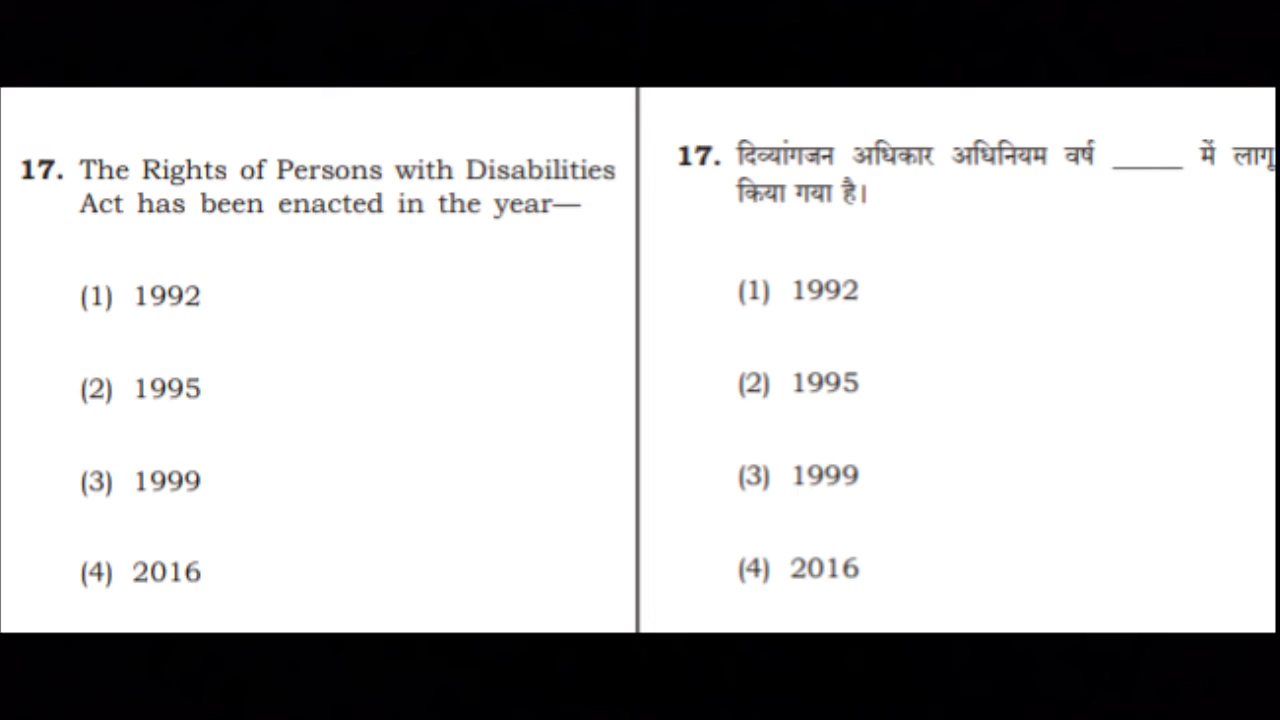 17. The Rights of Persons with Disabilities
Act has been enacted in the year—
(1) 1992
(2) 1995
(3) 1999
(4) 2016
17. दिव्यांगजन अधिकार अधिनियम वर्ष _____ में लागू
किया गया है।
(1) 1992
(2) 1995
(3) 1999
(4) 2016